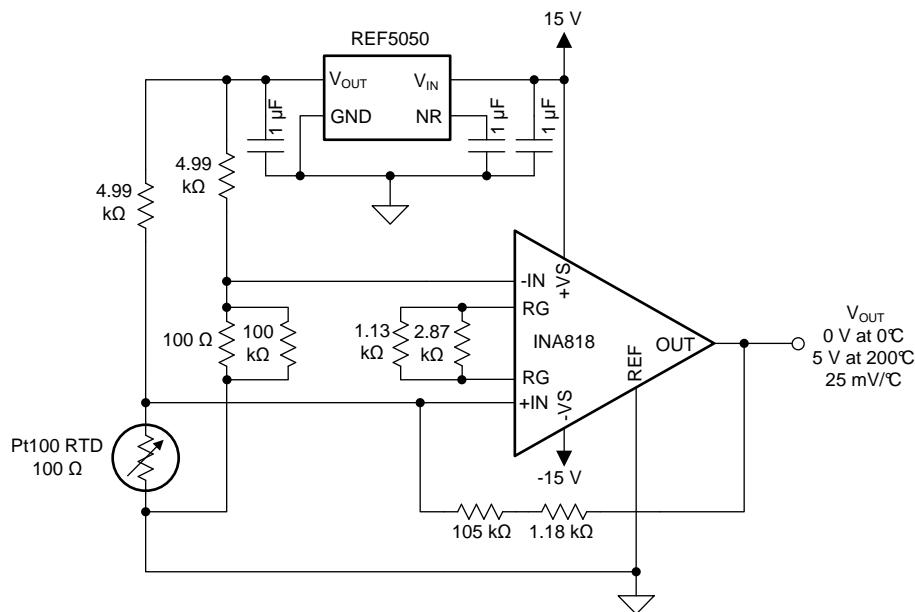 15 V
REF5050
VOUT
VIN
GND
NR
1 µF
1 µF
1 µF
4.99
kΩ
4.99
kΩ
+VS
-IN
RG
100 Ω
100
kΩ
1.13
kΩ
2.87
kΩ
INA818
OUT
REF
RG
+IN
-VS
VOUT
0 V at 0℃
5 V at 200℃
25 mV/℃
Pt100 RTD
100 Ω
-15 V
105 kΩ
1.18 kΩ